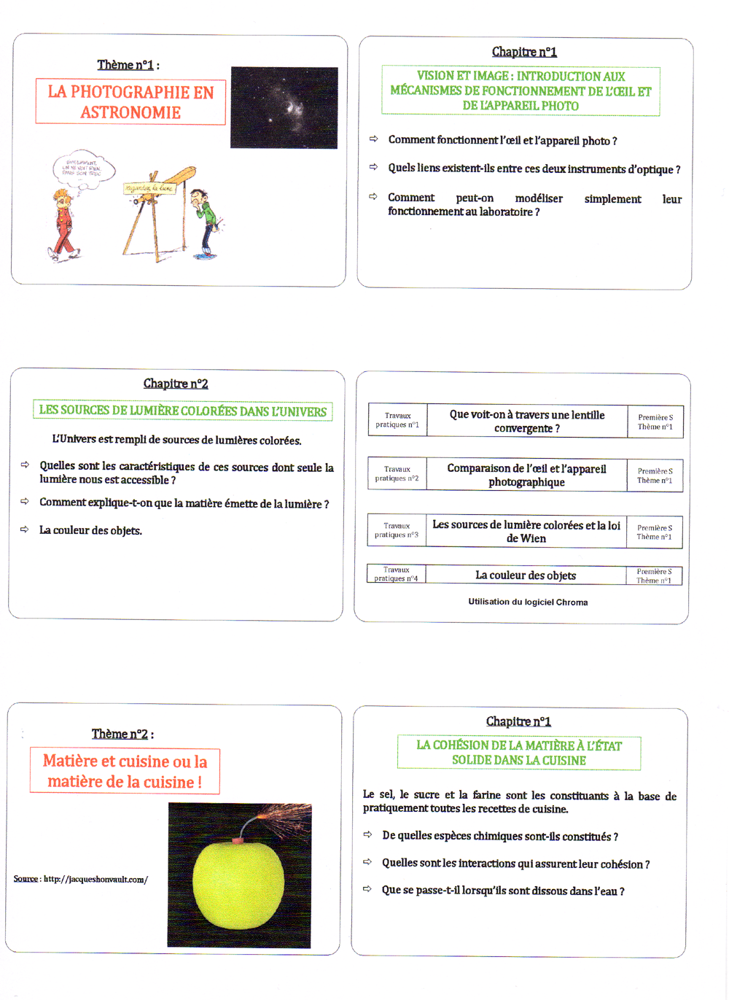 Thème n°1 :
LA PHOTOGRAPHIE EN
ASTRONOMIE
EVIDEMMENT,
ON NE VOIT RIEN
DANS SON TRUC
...
Regardez la lune
Chapitre n°1
VISION ET IMAGE : INTRODUCTION AUX
MÉCANISMES DE FONCTIONNEMENT DE L'ŒIL ET
DE L'APPAREIL PHOTO
⇨ Comment fonctionnent l'œil et l'appareil photo ?
⇨ Quels liens existent-ils entre ces deux instruments d'optique ?
⇨ Comment peut-on modéliser simplement leur
fonctionnement au laboratoire ?
Chapitre n°2
LES SOURCES DE LUMIÈRE COLORÉES DANS L'UNIVERS
L'Univers est rempli de sources de lumières colorées.
⇨ Quelles sont les caractéristiques de ces sources dont seule la
lumière nous est accessible ?
⇨ Comment explique-t-on que la matière émette de la lumière ?
⇨ La couleur des objets.
Travaux
pratiques n°1
Que voit-on à travers une lentille
convergente ?
Première S
Thème n°1
Travaux
pratiques n°2
Comparaison de l'œil et l'appareil
photographique
Première S
Thème n°1
Travaux
pratiques n°3
Les sources de lumière colorées et la loi
de Wien
Première S
Thème n°1
Travaux
pratiques n°4
La couleur des objets
Première S
Thème n°1
Utilisation du logiciel Chroma
Thème n°2 :
Matière et cuisine ou la
matière de la cuisine !
Source : http://jacqueshonvault.com/
Chapitre n°1
LA COHÉSION DE LA MATIÈRE À L'ÉTAT
SOLIDE DANS LA CUISINE
Le sel, le sucre et la farine sont les constituants à la base de
pratiquement toutes les recettes de cuisine.
⇨ De quelles espèces chimiques sont-ils constitués ?
⇨ Quelles sont les interactions qui assurent leur cohésion ?
⇨ Que se passe-t-il lorsqu'ils sont dissous dans l'eau ?